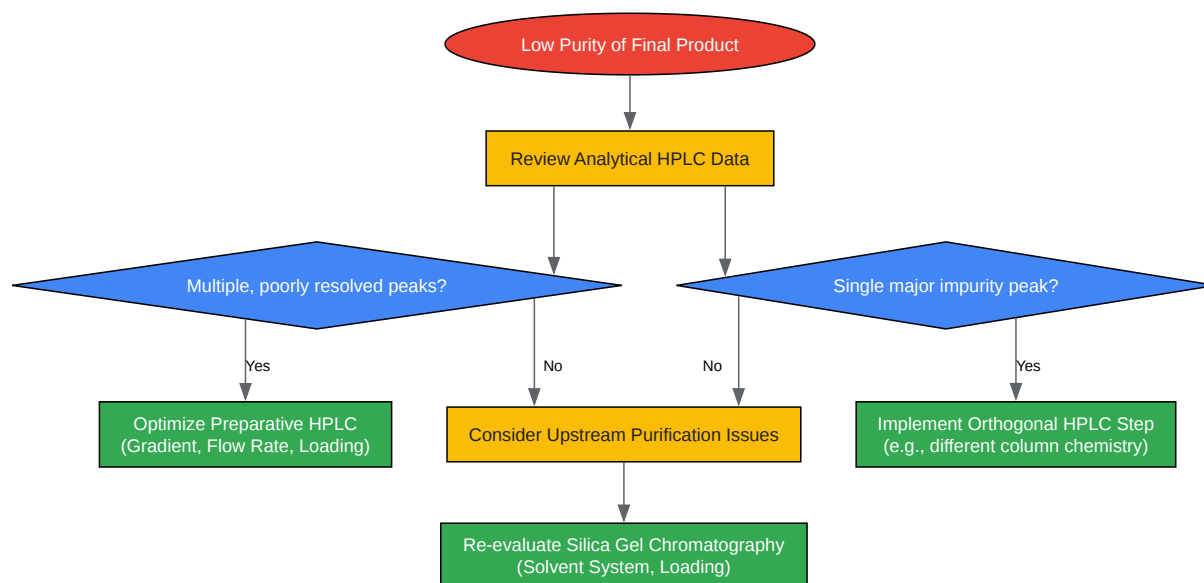 Low Purity of Final Product
Review Analytical HPLC Data
Multiple, poorly resolved peaks?
Single major impurity peak?
Yes
No
No
Yes
Optimize Preparative HPLC
(Gradient, Flow Rate, Loading)
Consider Upstream Purification Issues
Implement Orthogonal HPLC Step
(e.g., different column chemistry)
Re-evaluate Silica Gel Chromatography
(Solvent System, Loading)